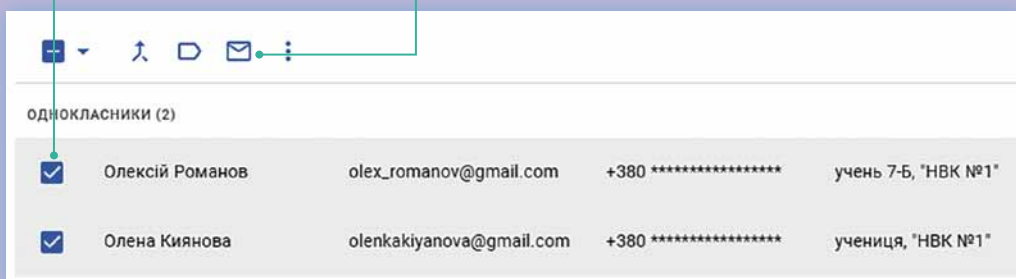 ОДНОКЛАСНИКИ (2)
Олексій Романов olex_romanov@gmail.com +380 ***************** учень 7-Б, "НВК №1"
Олена Киянова olenkakiyanova@gmail.com +380 ***************** учениця, "НВК №1"